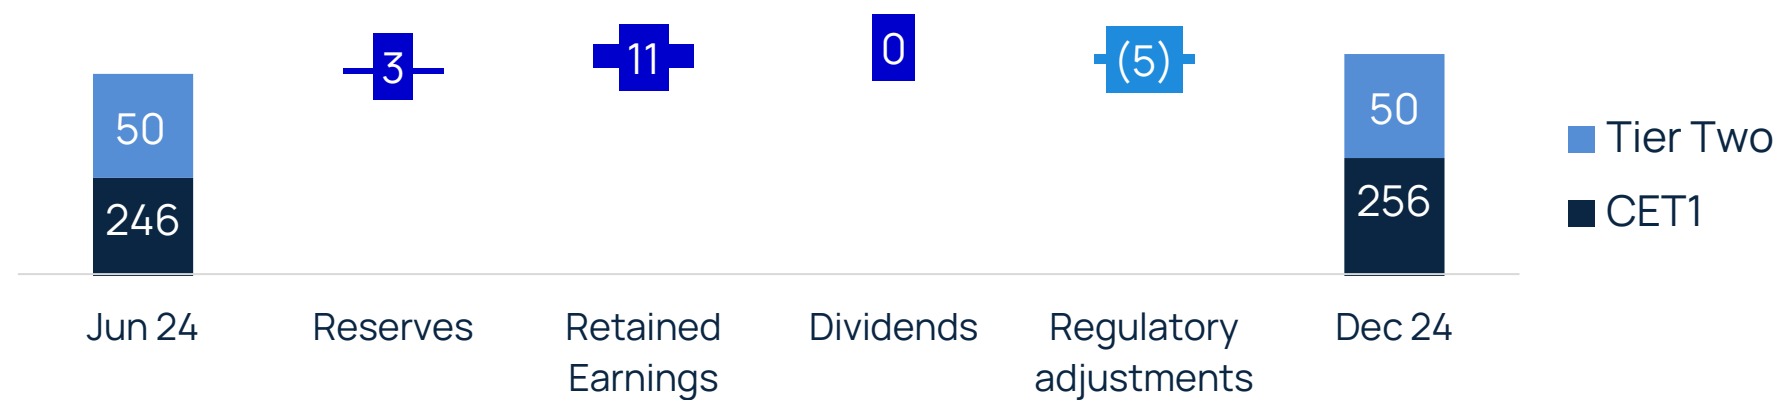 3
11
0
(5)
50
50
Tier Two
246
256
CET1
Jun 24
Reserves
Retained
Earnings
Dividends
Regulatory
adjustments
Dec 24